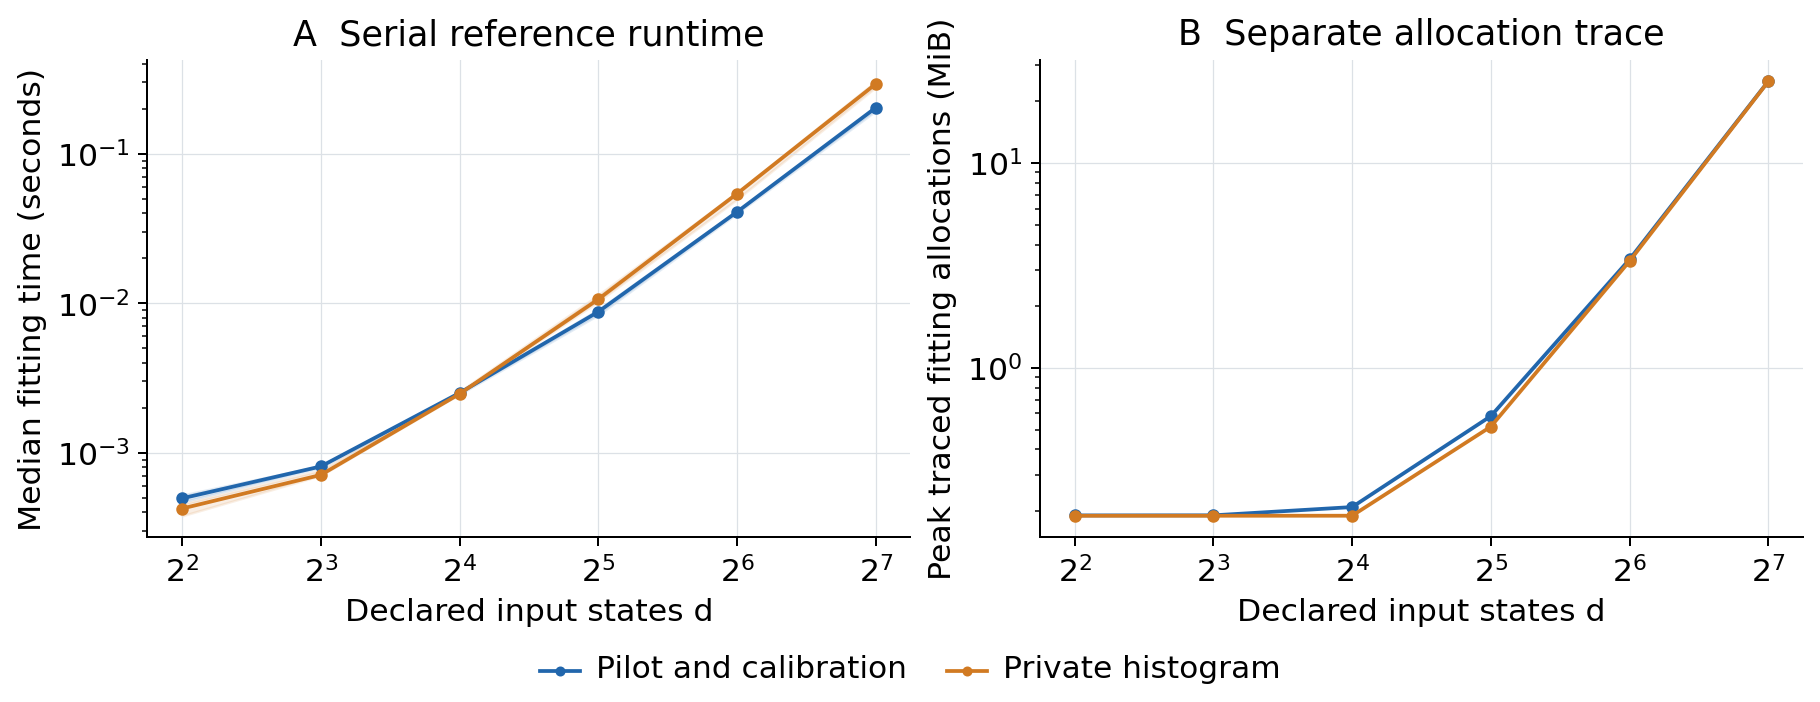 A  Serial reference runtime
Median fitting time (seconds)
10⁻¹
10⁻²
10⁻³
2² 2³ 2⁴ 2⁵ 2⁶ 2⁷
Declared input states d
B  Separate allocation trace
Peak traced fitting allocations (MiB)
10¹
10⁰
2² 2³ 2⁴ 2⁵ 2⁶ 2⁷
Declared input states d
Pilot and calibration
Private histogram